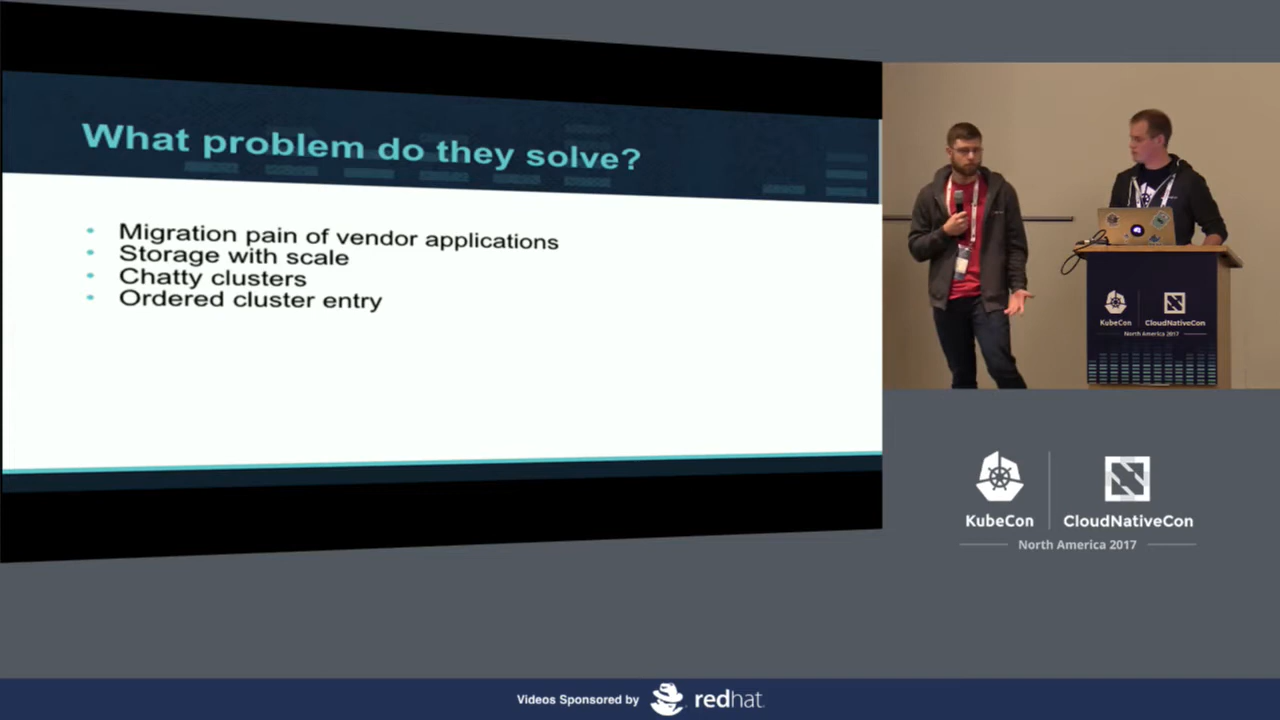 What problem do they solve?
• Migration pain of vendor applications
• Storage with scale
• Chatty clusters
• Ordered cluster entry
KubeCon
CloudNativeCon
North America 2017
KubeCon
CloudNativeCon
North America 2017
Videos Sponsored by redhat.